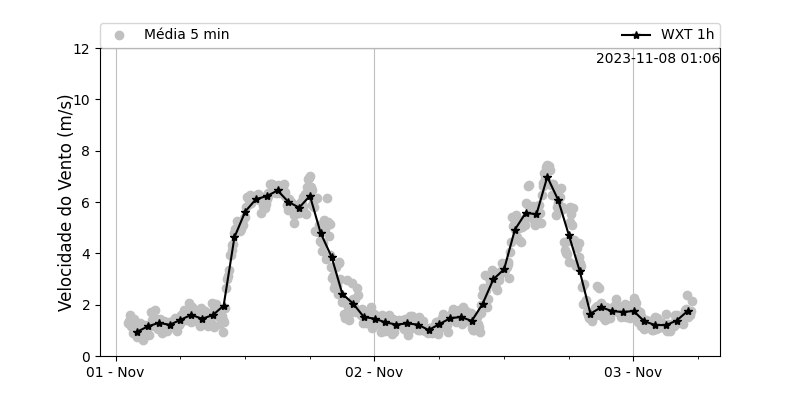 Média 5 min WXT 1h
2023-11-08 01:06
Velocidade do Vento (m/s)
12
10
8
6
4
2
0
01 - Nov 02 - Nov 03 - Nov